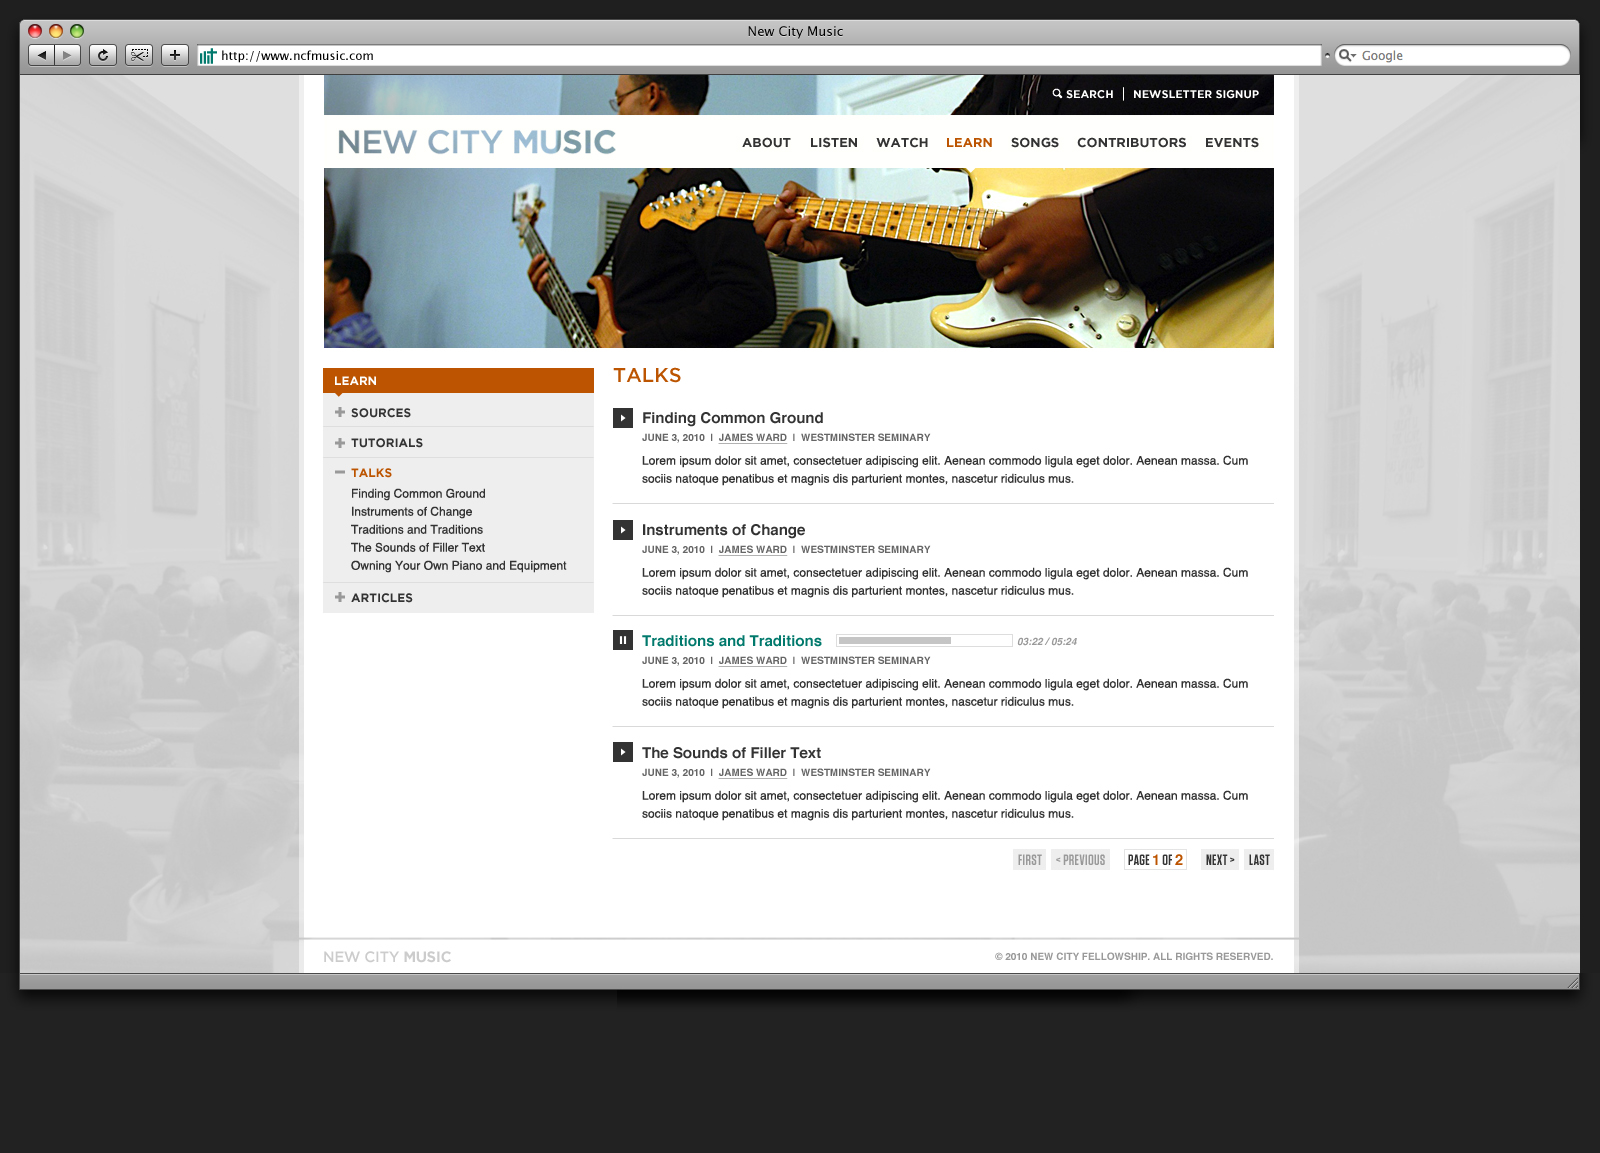 New City Music
http://www.ncfmusic.com
Google
SEARCH | NEWSLETTER SIGNUP
NEW CITY MUSIC
ABOUT LISTEN WATCH LEARN SONGS CONTRIBUTORS EVENTS
LEARN
SOURCES
TUTORIALS
TALKS
Finding Common Ground
Instruments of Change
Traditions and Traditions
The Sounds of Filler Text
Owning Your Own Piano and Equipment
ARTICLES
TALKS
Finding Common Ground
JUNE 3, 2010 | JAMES WARD | WESTMINSTER SEMINARY
Lorem ipsum dolor sit amet, consectetuer adipiscing elit. Aenean commodo ligula eget dolor. Aenean massa. Cum
sociis natoque penatibus et magnis dis parturient montes, nascetur ridiculus mus.
Instruments of Change
JUNE 3, 2010 | JAMES WARD | WESTMINSTER SEMINARY
Lorem ipsum dolor sit amet, consectetuer adipiscing elit. Aenean commodo ligula eget dolor. Aenean massa. Cum
sociis natoque penatibus et magnis dis parturient montes, nascetur ridiculus mus.
Traditions and Traditions 03:22 / 05:24
JUNE 3, 2010 | JAMES WARD | WESTMINSTER SEMINARY
Lorem ipsum dolor sit amet, consectetuer adipiscing elit. Aenean commodo ligula eget dolor. Aenean massa. Cum
sociis natoque penatibus et magnis dis parturient montes, nascetur ridiculus mus.
The Sounds of Filler Text
JUNE 3, 2010 | JAMES WARD | WESTMINSTER SEMINARY
Lorem ipsum dolor sit amet, consectetuer adipiscing elit. Aenean commodo ligula eget dolor. Aenean massa. Cum
sociis natoque penatibus et magnis dis parturient montes, nascetur ridiculus mus.
FIRST < PREVIOUS PAGE 1 OF 2 NEXT > LAST
NEW CITY MUSIC
© 2010 NEW CITY FELLOWSHIP. ALL RIGHTS RESERVED.